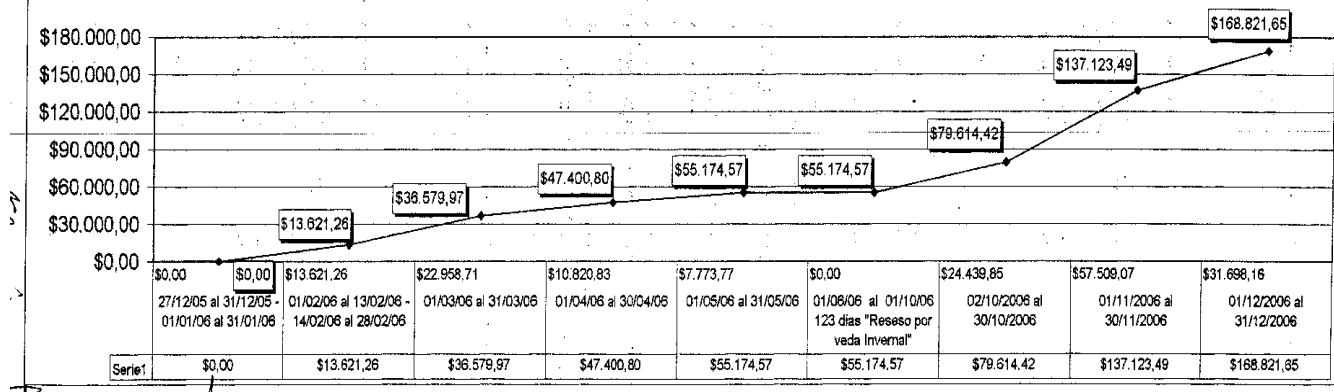 $180.000,00
$150.000,00
$120.000,00
$90.000,00
$60.000,00
$30.000,00
$0,00
$0,00
$13.621,26
$36.579,97
$47.400,80
$55.174,57
$55.174,57
$79.614,42
$137.123,49
$168.821,65
$0,00 $13.621,26 $22.958,71 $10.820,83 $7.773,77 $0,00 $24.439,85 $57.509,07 $31.698,16
27/12/05 al 31/12/05 -
01/01/06 al 31/01/06
01/02/06 al 13/02/06 -
14/02/06 al 28/02/06
01/03/06 al 31/03/06
01/04/06 al 30/04/06
01/05/06 al 31/05/06
01/06/06 al 01/10/06
123 dias "Reseso por
veda Invernal"
02/10/2006 al
30/10/2006
01/11/2006 al
30/11/2006
01/12/2006 al
31/12/2006
Serie1 $0,00 $13.621,26 $36.579,97 $47.400,80 $55.174,57 $55.174,57 $79.614,42 $137.123,49 $168.821,65